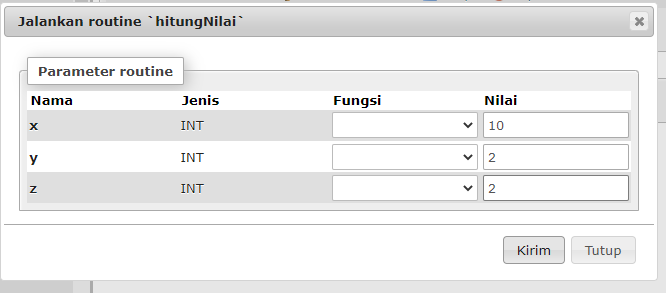 Jalankan routine `hitungNilai`
Parameter routine
Nama Jenis Fungsi Nilai
x INT 10
y INT 2
z INT 2
Kirim Tutup